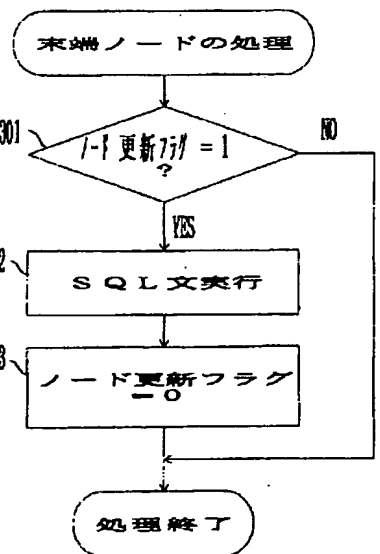 末端ノードの処理
301
ノード更新フラグ = 1
?
NO
YES
2
SQL文実行
3
ノード更新フラグ
= 0
処理終了